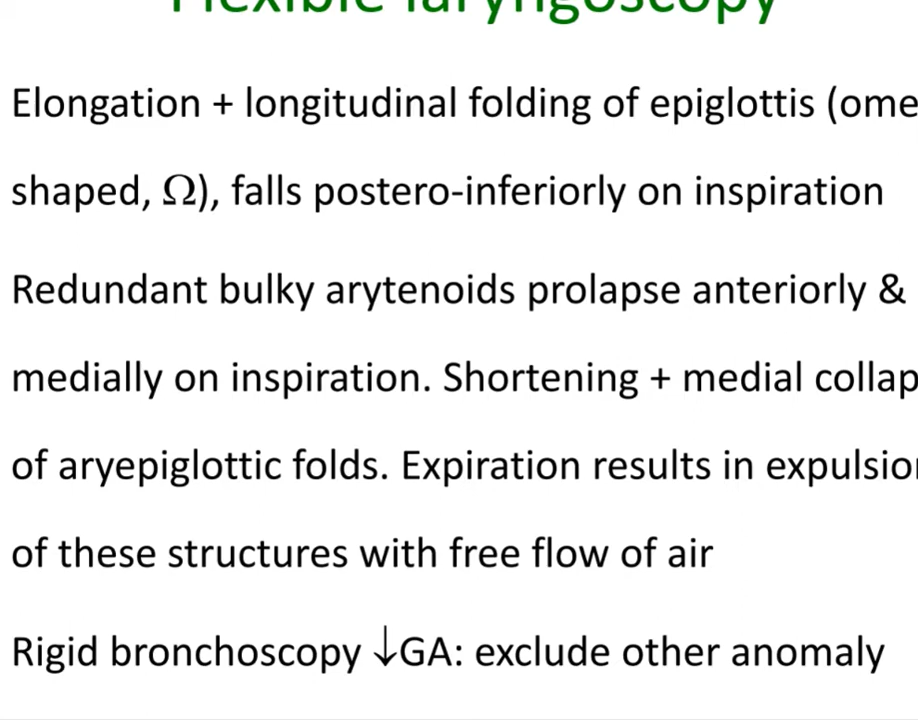 Flexible laryngoscopy
Elongation + longitudinal folding of epiglottis (ome
shaped, Ω), falls postero-inferiorly on inspiration
Redundant bulky arytenoids prolapse anteriorly &
medially on inspiration. Shortening + medial collap
of aryepiglottic folds. Expiration results in expulsion
of these structures with free flow of air
Rigid bronchoscopy ↓GA: exclude other anomaly